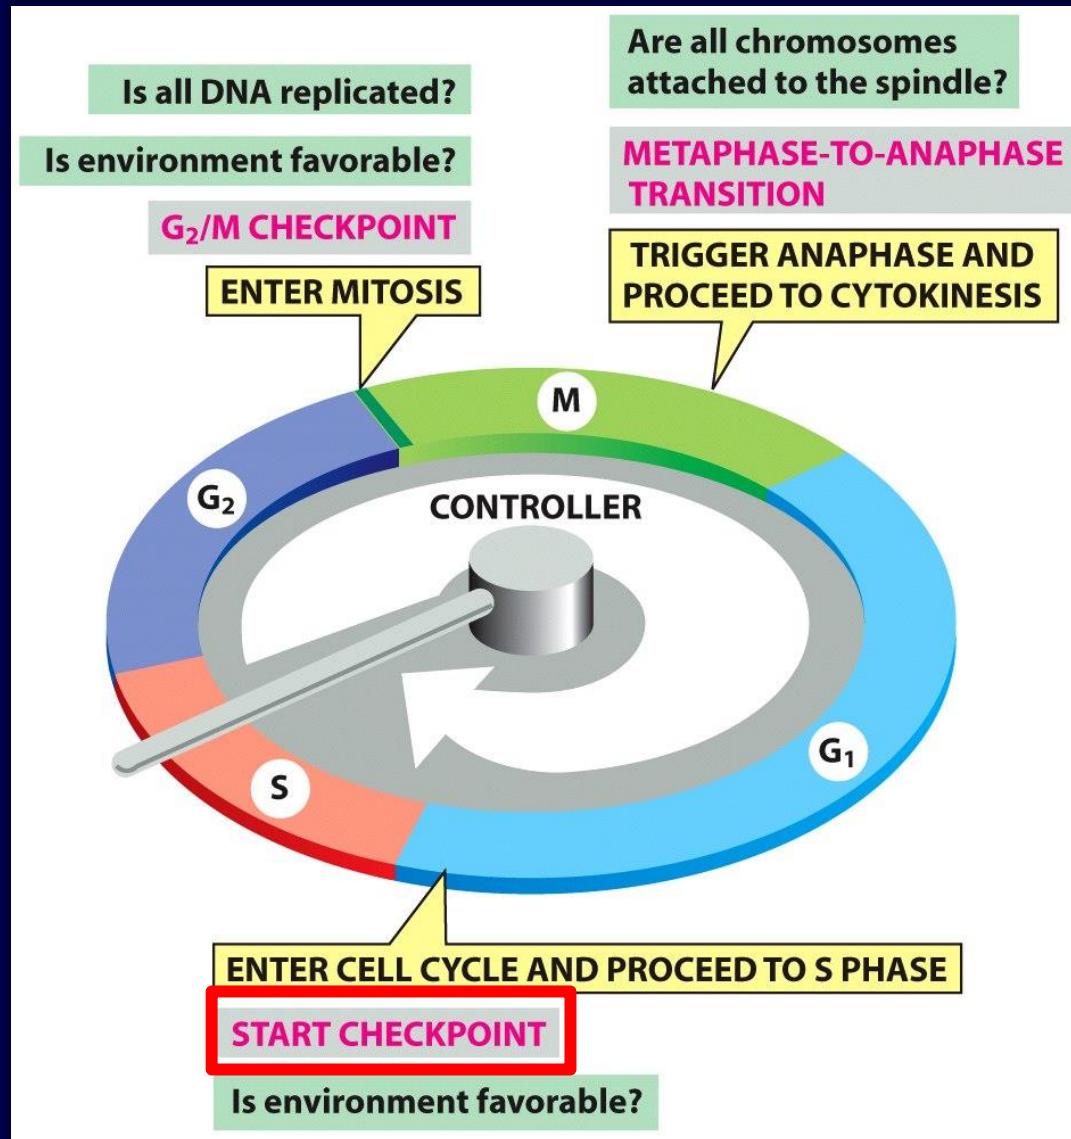 Is all DNA replicated?
Is environment favorable?
G₂/M CHECKPOINT
ENTER MITOSIS
Are all chromosomes
attached to the spindle?
METAPHASE-TO-ANAPHASE
TRANSITION
TRIGGER ANAPHASE AND
PROCEED TO CYTOKINESIS
M
G₂
CONTROLLER
G₁
S
ENTER CELL CYCLE AND PROCEED TO S PHASE
START CHECKPOINT
Is environment favorable?